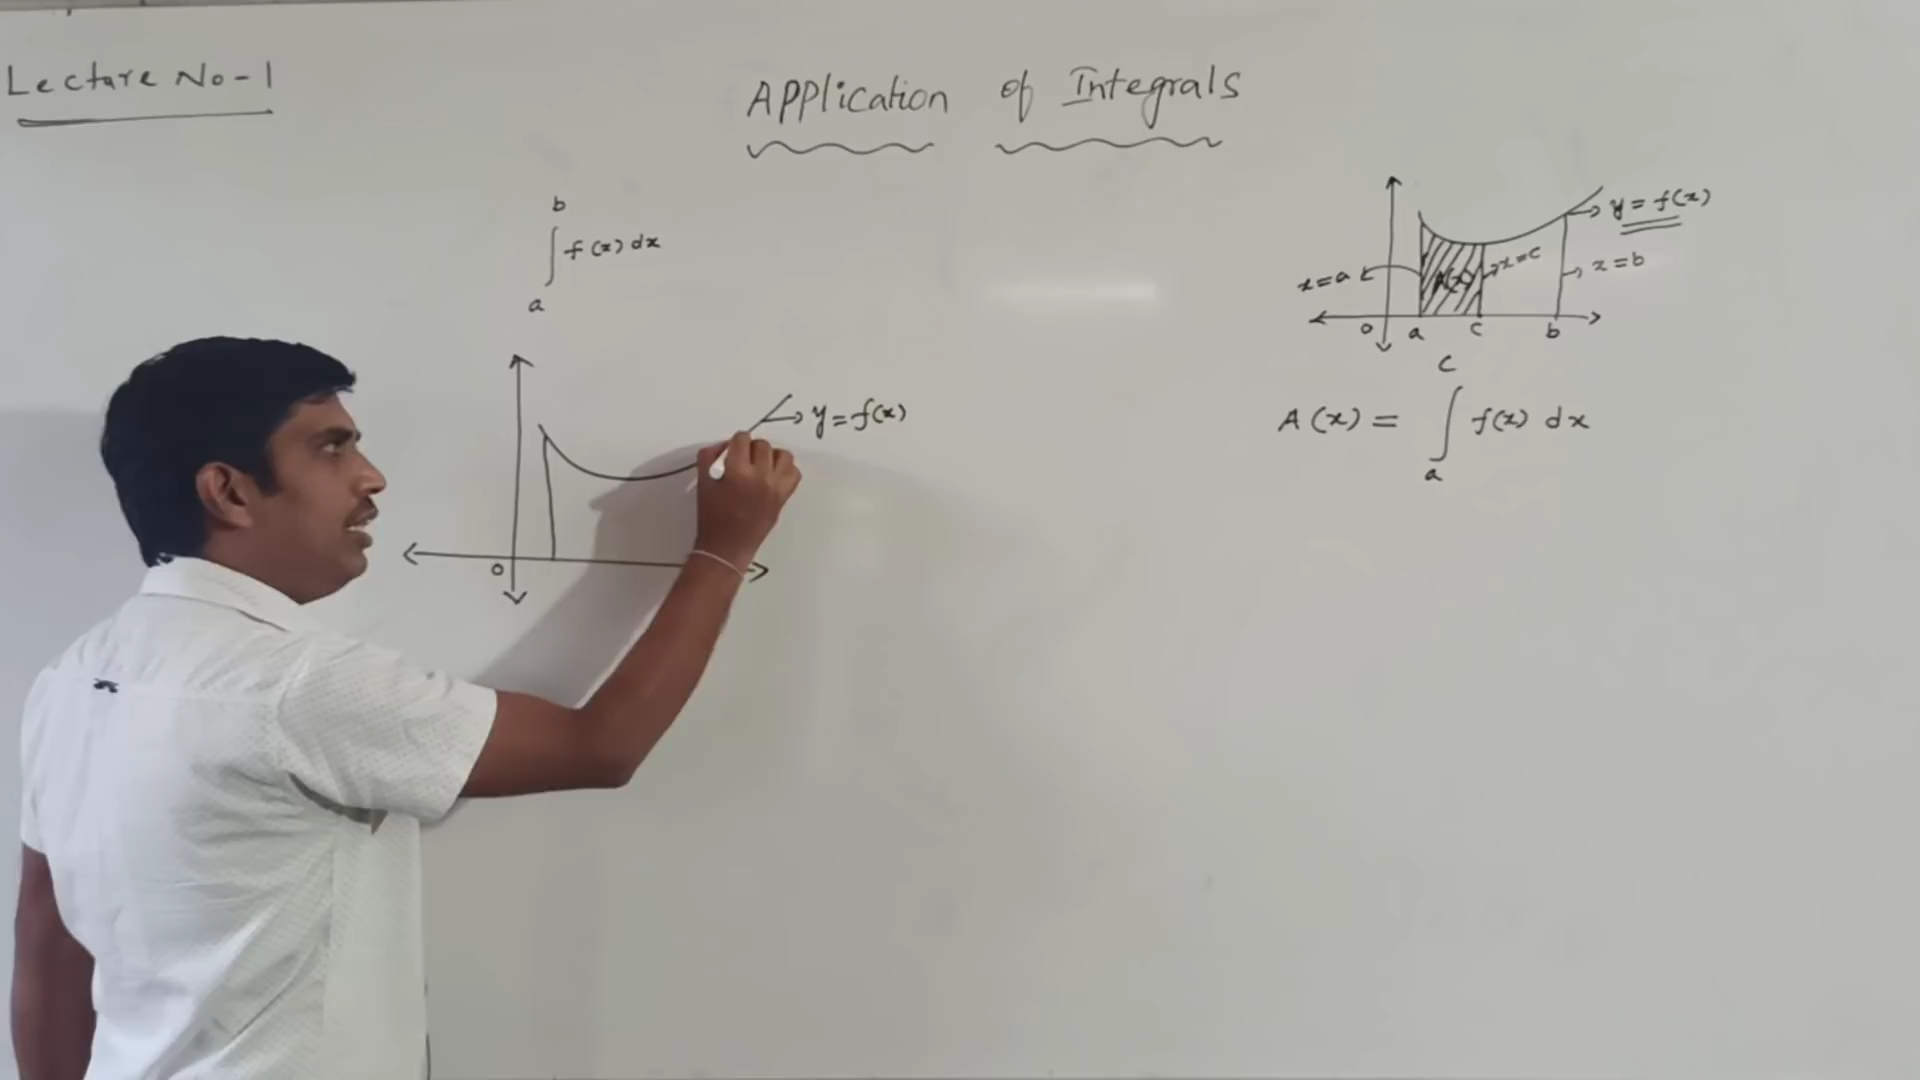 Lecture No-1
Application of Integrals
b
∫ f(x) dx
a
y = f(x)
O
y = f(x)
x = a
A(x)
x = c
x = b
O a c b
c
A(x) = ∫ f(x) dx
a